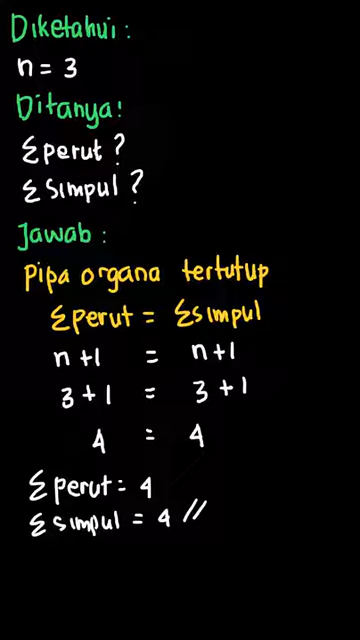 Diketahui:
n = 3
Ditanya!
Σperut?
Σsimpul?
Jawab:
Pipa organa tertutup
Σperut = Σsimpul
n+1 = n+1
3+1 = 3+1
4 = 4
Σperut = 4
Σsimpul = 4 //